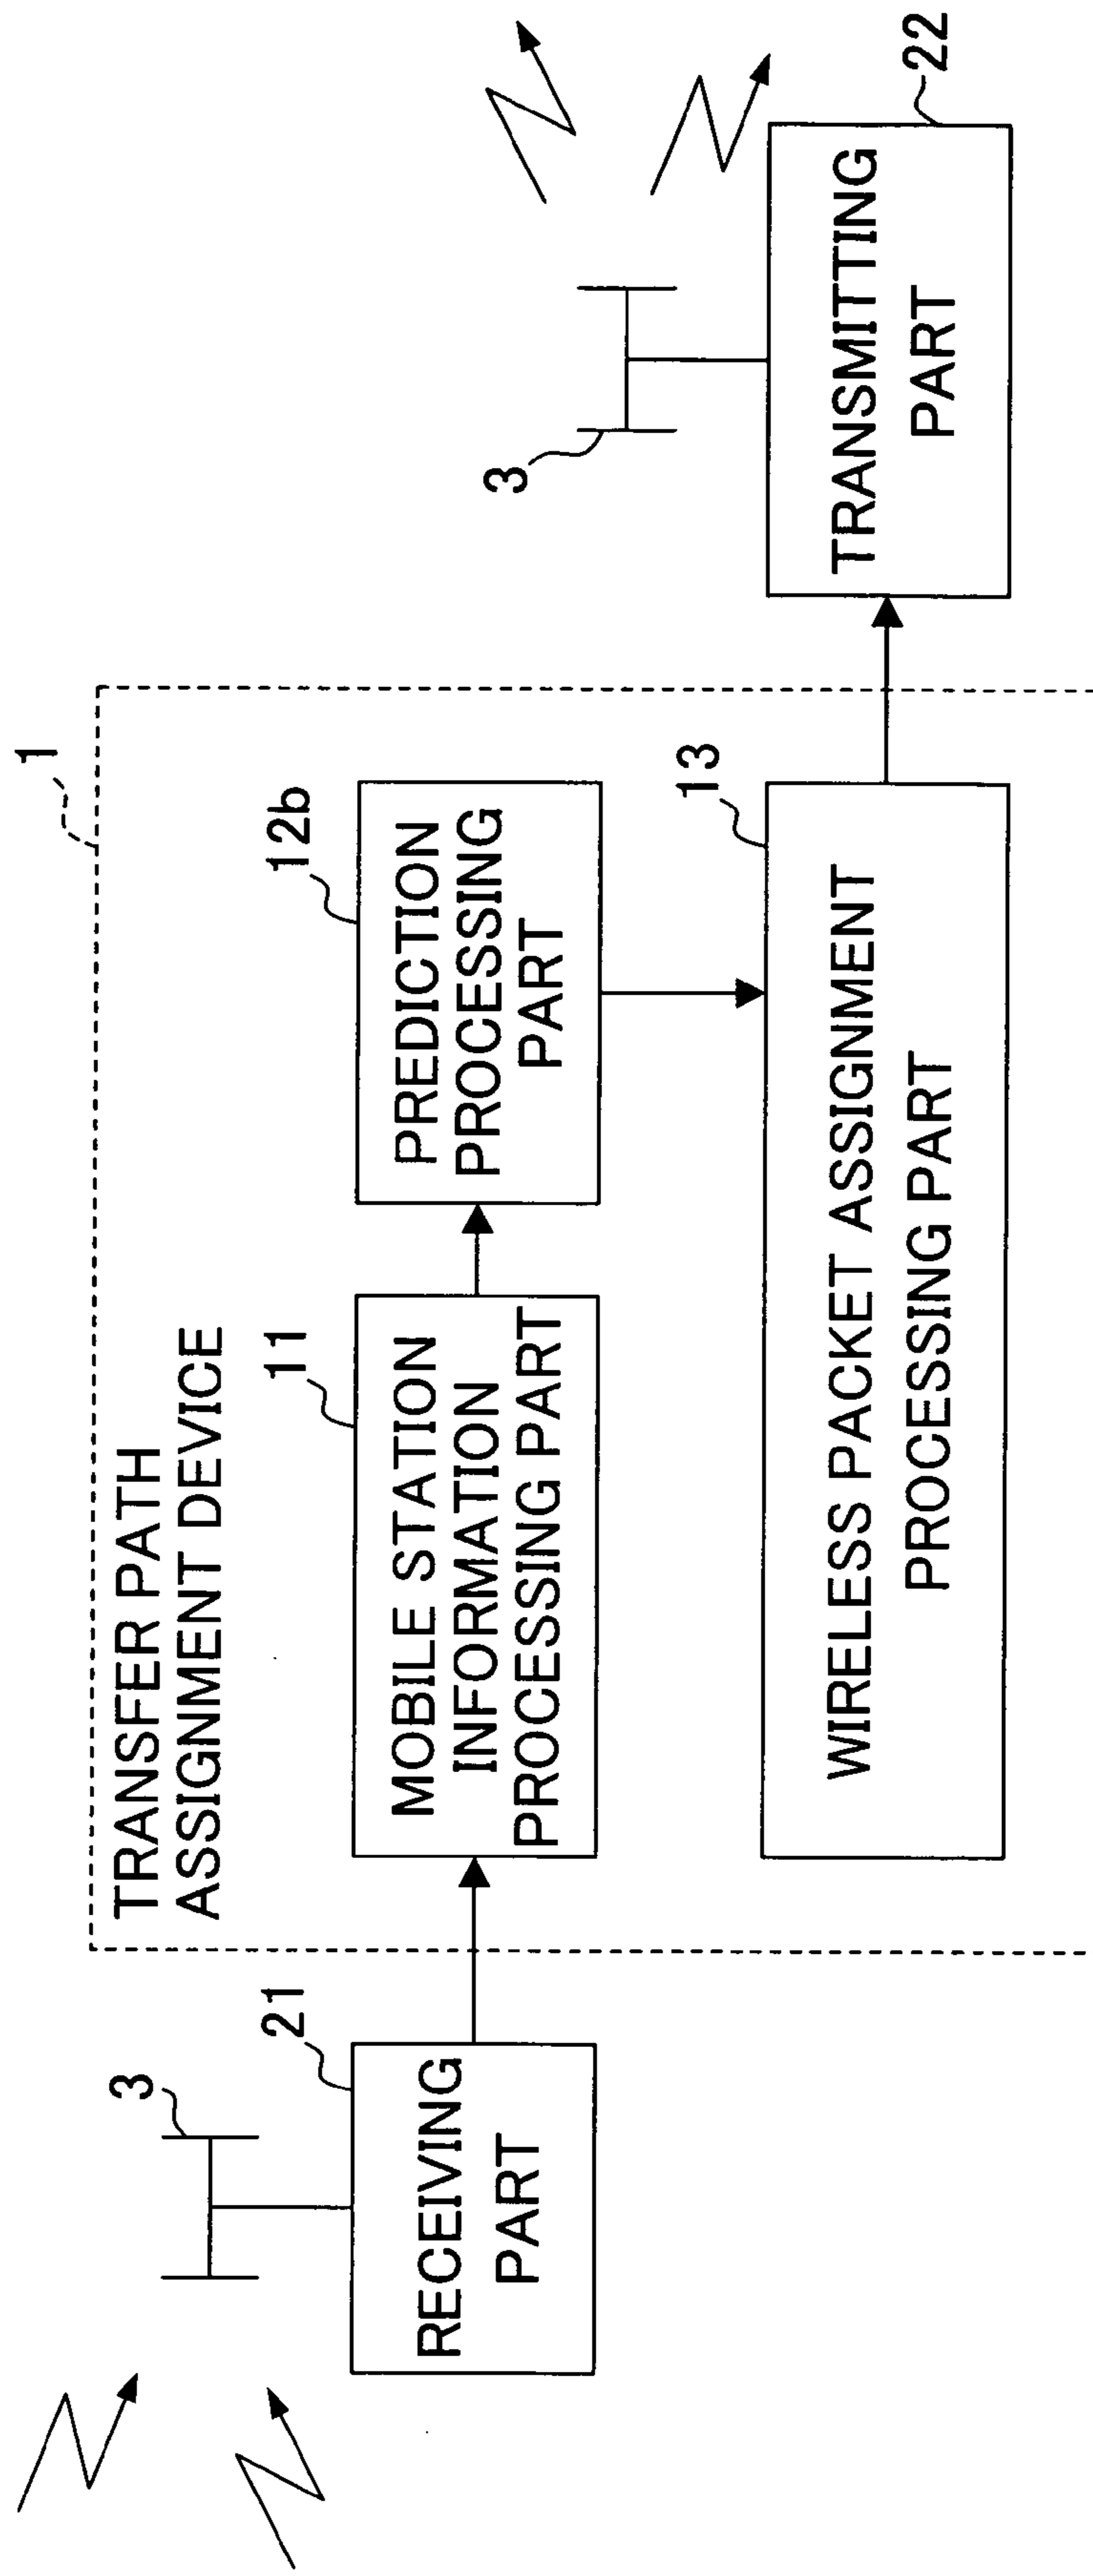 1
TRANSFER PATH
ASSIGNMENT DEVICE
3
21
RECEIVING
PART
11
MOBILE STATION
INFORMATION
PROCESSING PART
12b
PREDICTION
PROCESSING
PART
13
WIRELESS PACKET ASSIGNMENT
PROCESSING PART
3
22
TRANSMITTING
PART